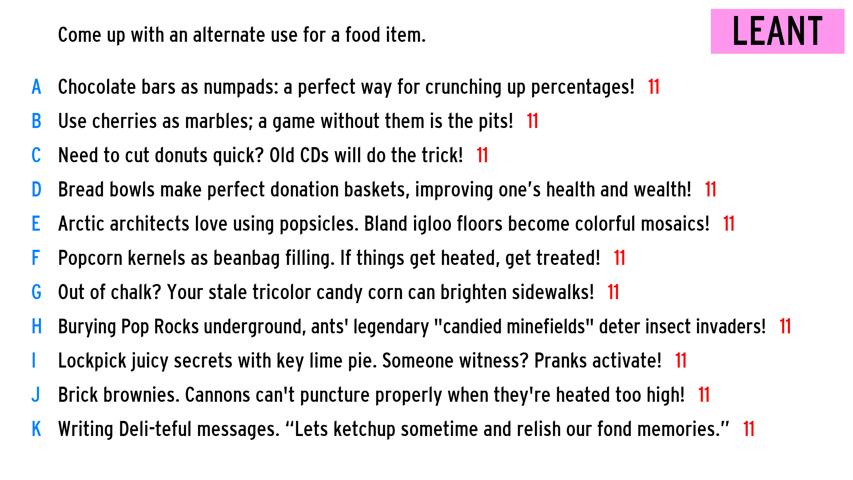 Come up with an alternate use for a food item.
LEANT
A Chocolate bars as numpads: a perfect way for crunching up percentages! 11
B Use cherries as marbles; a game without them is the pits! 11
C Need to cut donuts quick? Old CDs will do the trick! 11
D Bread bowls make perfect donation baskets, improving one’s health and wealth! 11
E Arctic architects love using popsicles. Bland igloo floors become colorful mosaics! 11
F Popcorn kernels as beanbag filling. If things get heated, get treated! 11
G Out of chalk? Your stale tricolor candy corn can brighten sidewalks! 11
H Burying Pop Rocks underground, ants' legendary "candied minefields" deter insect invaders! 11
I Lockpick juicy secrets with key lime pie. Someone witness? Pranks activate! 11
J Brick brownies. Cannons can't puncture properly when they're heated too high! 11
K Writing Deli-teful messages. “Lets ketchup sometime and relish our fond memories.” 11